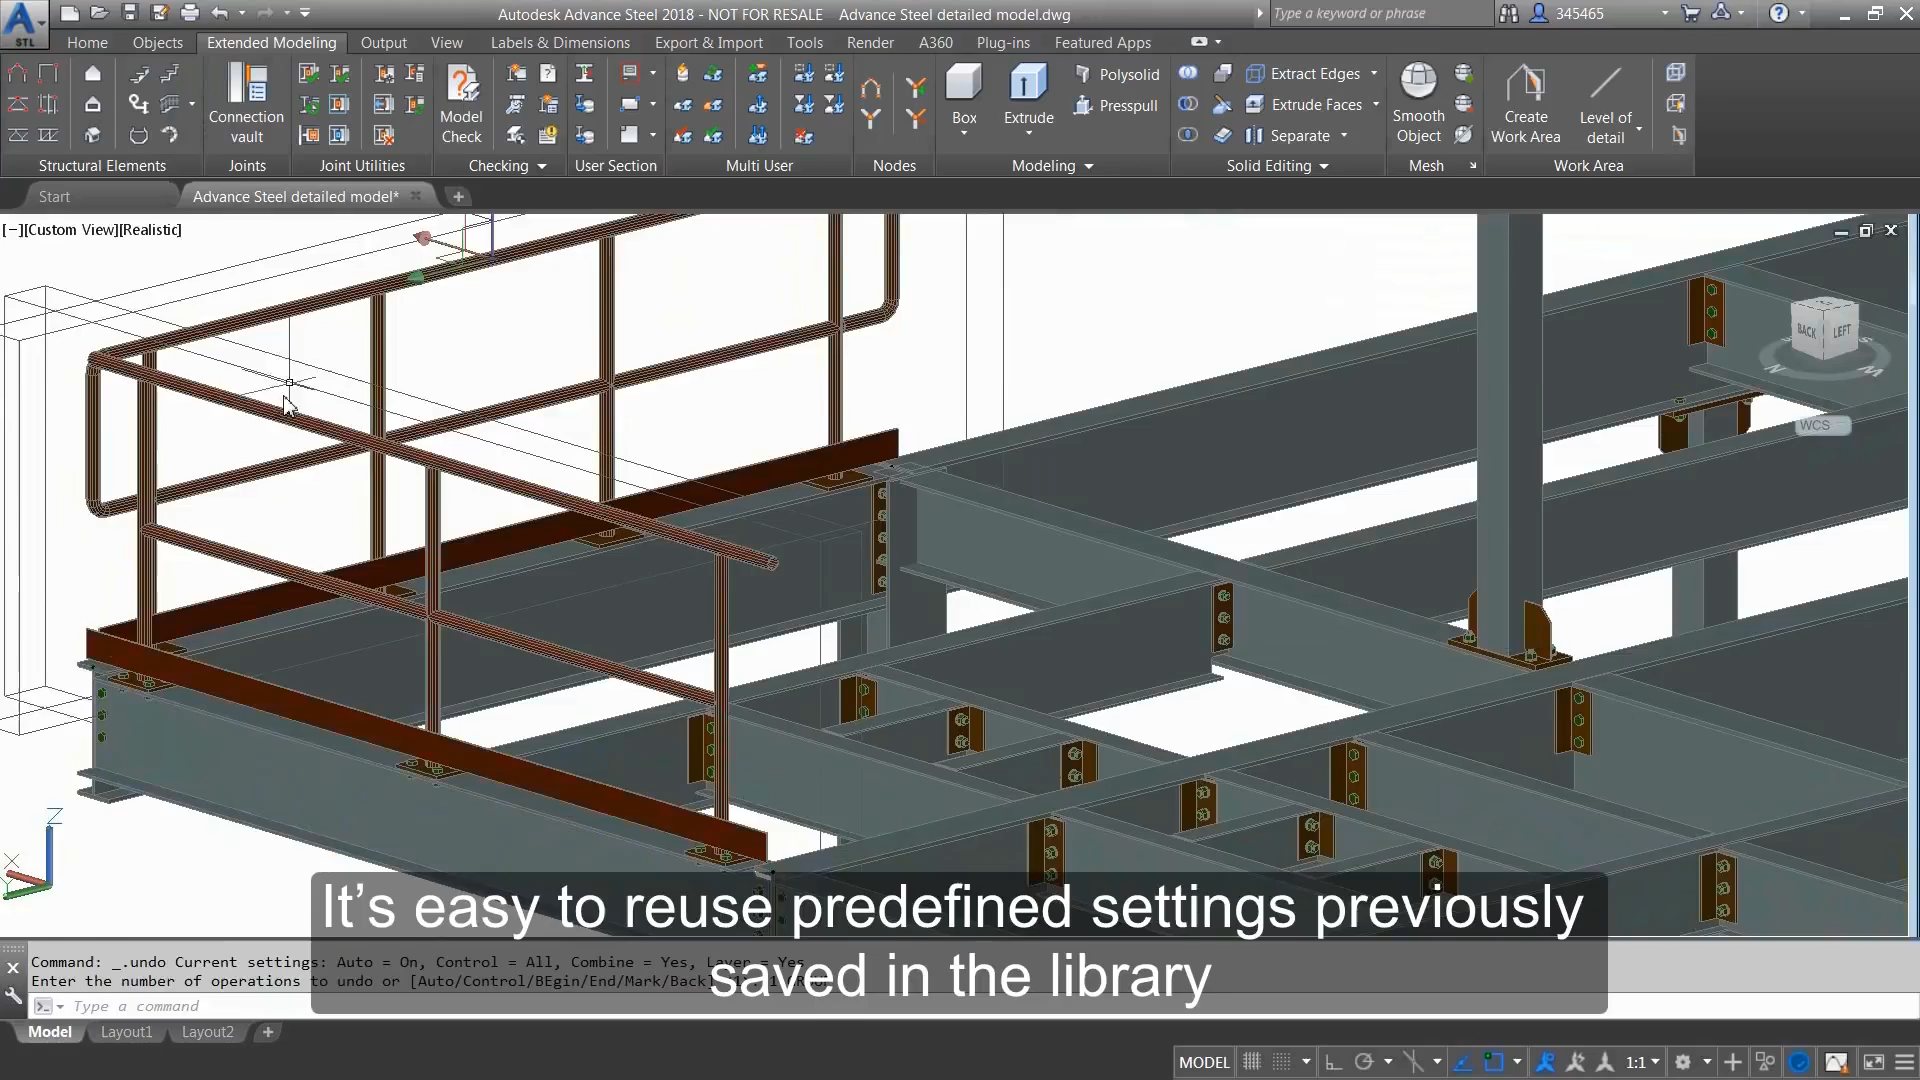 Autodesk Advance Steel 2018 - NOT FOR RESALE    Advance Steel detailed model.dwg
Type a keyword or phrase
345465
STL
Home
Objects
Extended Modeling
Output
View
Labels & Dimensions
Export & Import
Tools
Render
A360
Plug-ins
Featured Apps
Connection vault
Model Check
Box
Extrude
Polysolid
Presspull
Extract Edges
Extrude Faces
Separate
Smooth Object
Create Work Area
Level of detail
Structural Elements
Joints
Joint Utilities
Checking
User Section
Multi User
Nodes
Modeling
Solid Editing
Mesh
Work Area
Start
Advance Steel detailed model*
[−][Custom View][Realistic]
BACK
LEFT
N
WCS
Z
X
Y
It’s easy to reuse predefined settings previously
saved in the library
Command: _.undo Current settings: Auto = On, Control = All, Combine = Yes, Layer = Yes
Enter the number of operations to undo or [Auto/Control/BEgin/End/Mark/Back]
Type a command
Model
Layout1
Layout2
MODEL
1:1